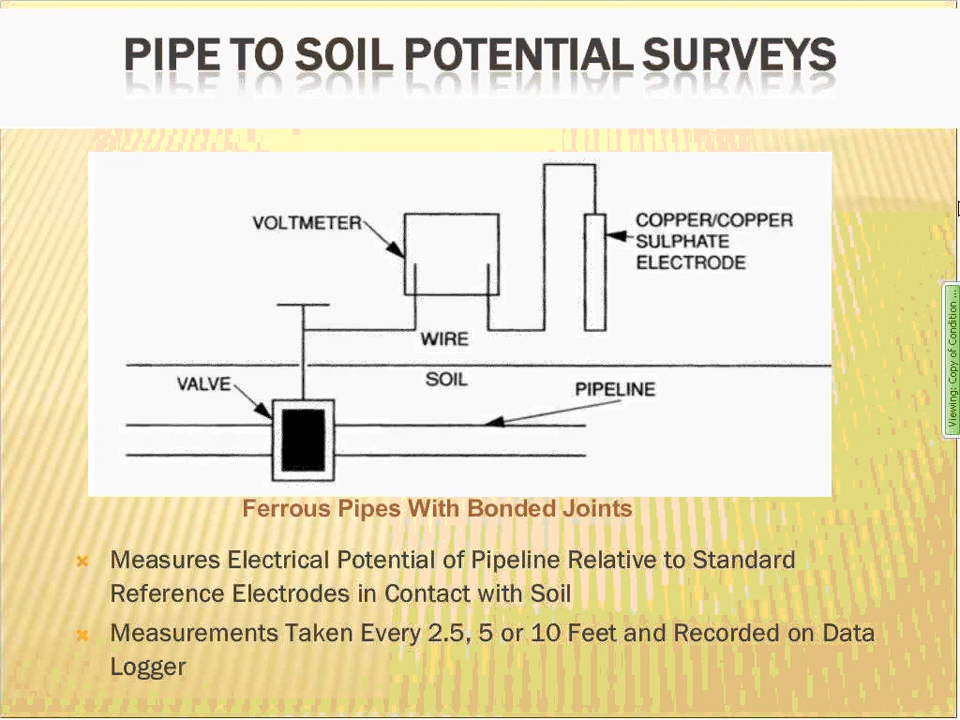 PIPE TO SOIL POTENTIAL SURVEYS
VOLTMETER
COPPER/COPPER
SULPHATE
ELECTRODE
WIRE
SOIL
VALVE
PIPELINE
Ferrous Pipes With Bonded Joints
Measures Electrical Potential of Pipeline Relative to Standard
Reference Electrodes in Contact with Soil
Measurements Taken Every 2.5, 5 or 10 Feet and Recorded on Data
Logger
Viewing: Copy of Condition ...